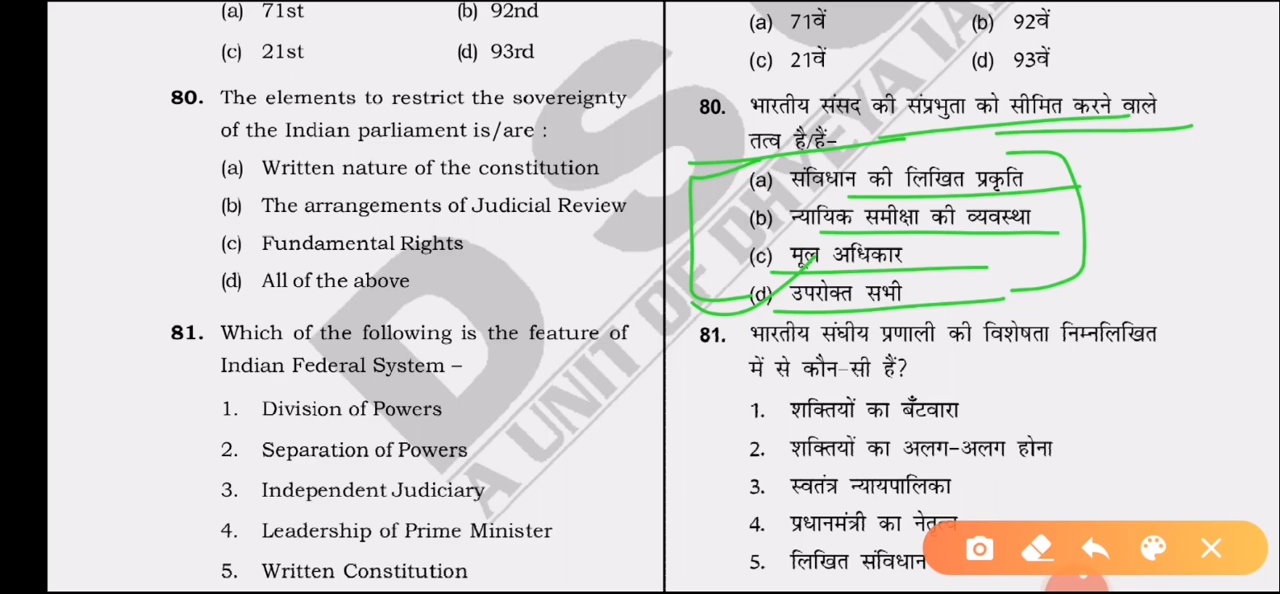 (a) 71st (b) 92nd
(c) 21st (d) 93rd
80. The elements to restrict the sovereignty
of the Indian parliament is/are :
(a) Written nature of the constitution
(b) The arrangements of Judicial Review
(c) Fundamental Rights
(d) All of the above
81. Which of the following is the feature of
Indian Federal System –
1. Division of Powers
2. Separation of Powers
3. Independent Judiciary
4. Leadership of Prime Minister
5. Written Constitution
(a) 71वें (b) 92वें
(c) 21वें (d) 93वें
80. भारतीय संसद की संप्रभुता को सीमित करने वाले
तत्व है/हैं–
(a) संविधान की लिखित प्रकृति
(b) न्यायिक समीक्षा की व्यवस्था
(c) मूल अधिकार
(d) उपरोक्त सभी
81. भारतीय संघीय प्रणाली की विशेषता निम्नलिखित
में से कौन-सी हैं?
1. शक्तियों का बँटवारा
2. शक्तियों का अलग-अलग होना
3. स्वतंत्र न्यायपालिका
4. प्रधानमंत्री का नेतृत्व
5. लिखित संविधान
A UNIT OF DHYEYA IA